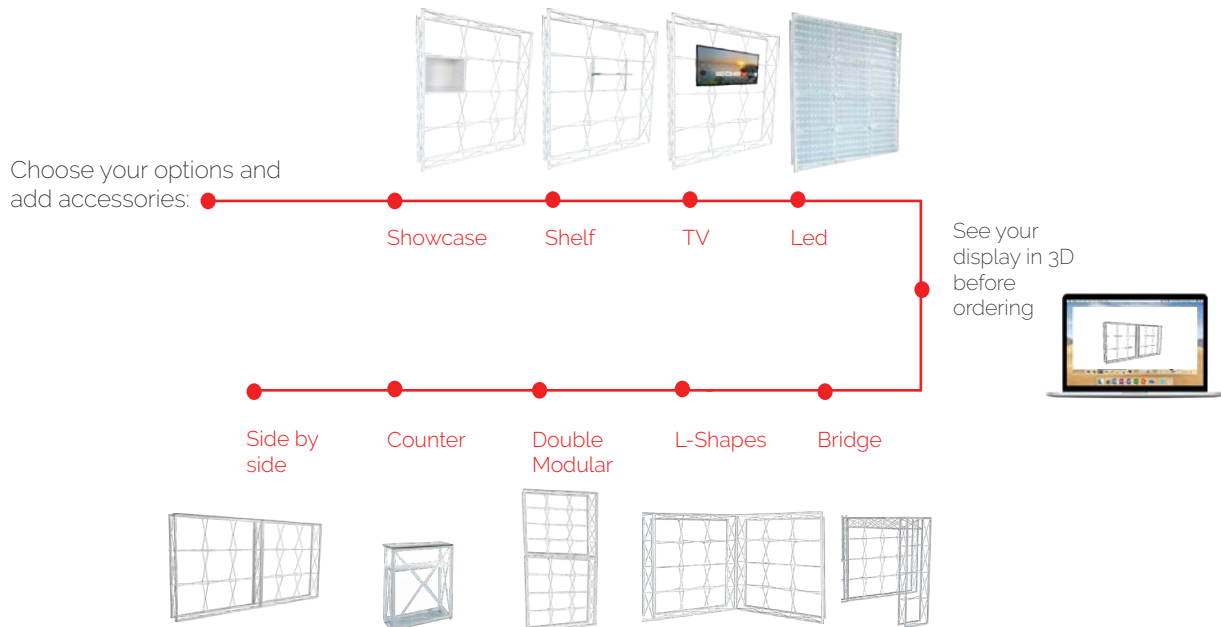 Choose your options and
add accessories:
Showcase
Shelf
TV
Led
See your
display in 3D
before
ordering
Side by
side
Counter
Double
Modular
L-Shapes
Bridge